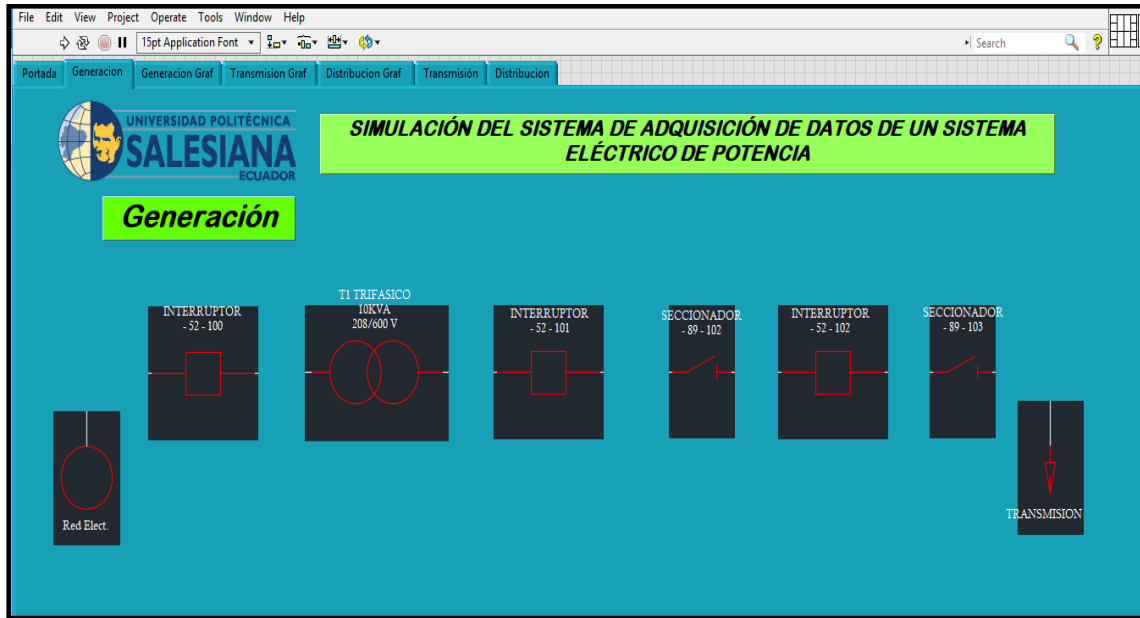 File Edit View Project Operate Tools Window Help
15pt Application Font
Search
Portada Generacion Generacion Graf Transmision Graf Distribucion Graf Transmisión Distribucion
UNIVERSIDAD POLITÉCNICA
SALESIANA
ECUADOR
SIMULACIÓN DEL SISTEMA DE ADQUISICIÓN DE DATOS DE UN SISTEMA
ELÉCTRICO DE POTENCIA
Generación
INTERRUPTOR
- 52 - 100
T1 TRIFASICO
10KVA
208/600 V
INTERRUPTOR
- 52 - 101
SECCIONADOR
- 89 - 102
INTERRUPTOR
- 52 - 102
SECCIONADOR
- 89 - 103
Red Elect.
TRANSMISION